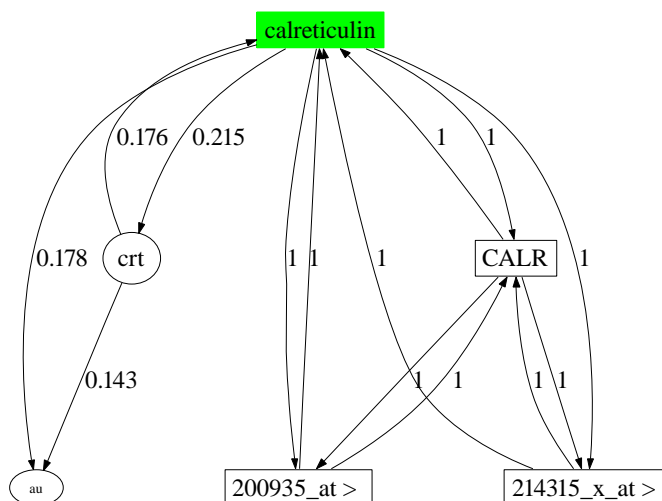 calreticulin
0.176
0.215
1
1
0.178
crt
1
1
1
CALR
1
0.143
1
1
1
1
au
200935_at >
214315_x_at >